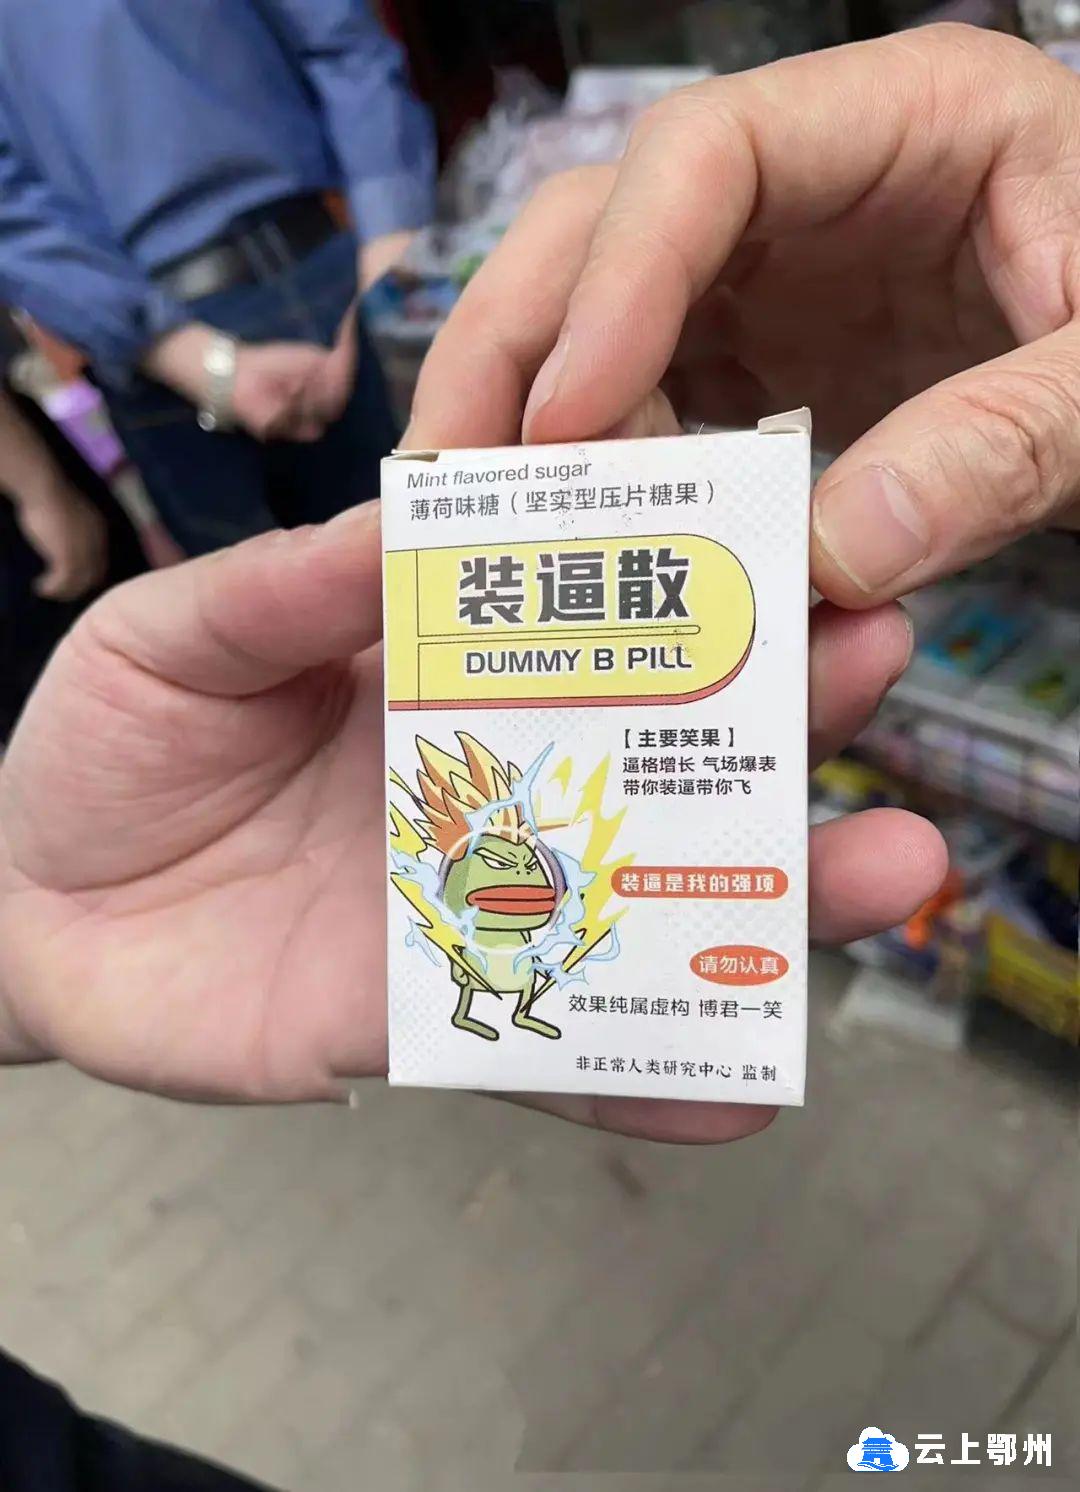 Mint flavored sugar
薄荷味糖（坚实型压片糖果）
装逼散
DUMMY B PILL
【主要笑果】
逼格增长 气场爆表
带你装逼带你飞
装逼是我的强项
请勿认真
效果纯属虚构 博君一笑
非正常人类研究中心 监制
云上鄂州